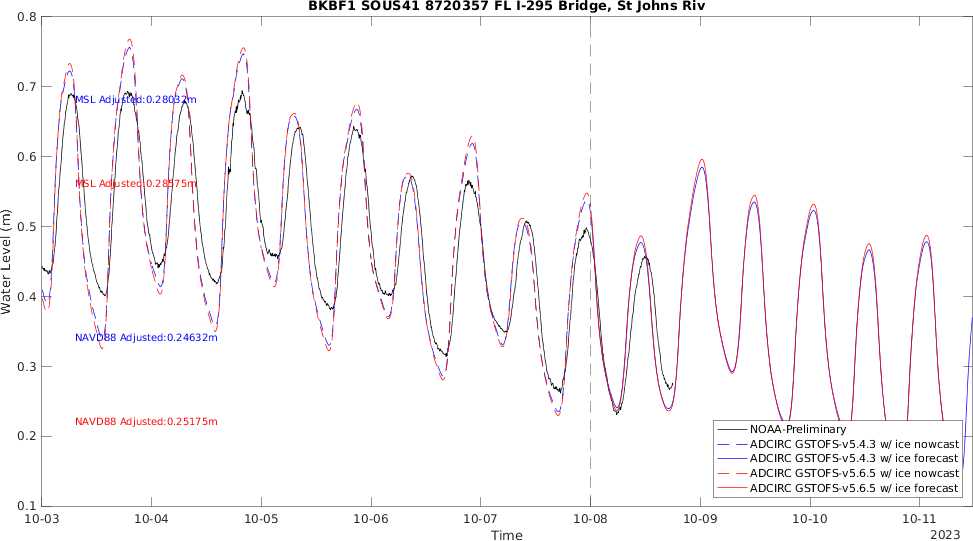 BKBF1 SOUS41 8720357 FL I-295 Bridge, St Johns Riv
0.8
0.7
0.6
0.5
0.4
0.3
0.2
0.1
Water Level (m)
MSL Adjusted:0.28032m
MSL Adjusted:0.28575m
NAVD88 Adjusted:0.24632m
NAVD88 Adjusted:0.25175m
NOAA-Preliminary
ADCIRC GSTOFS-v5.4.3 w/ ice nowcast
ADCIRC GSTOFS-v5.4.3 w/ ice forecast
ADCIRC GSTOFS-v5.6.5 w/ ice nowcast
ADCIRC GSTOFS-v5.6.5 w/ ice forecast
10-03 10-04 10-05 10-06 10-07 10-08 10-09 10-10 10-11
Time
2023